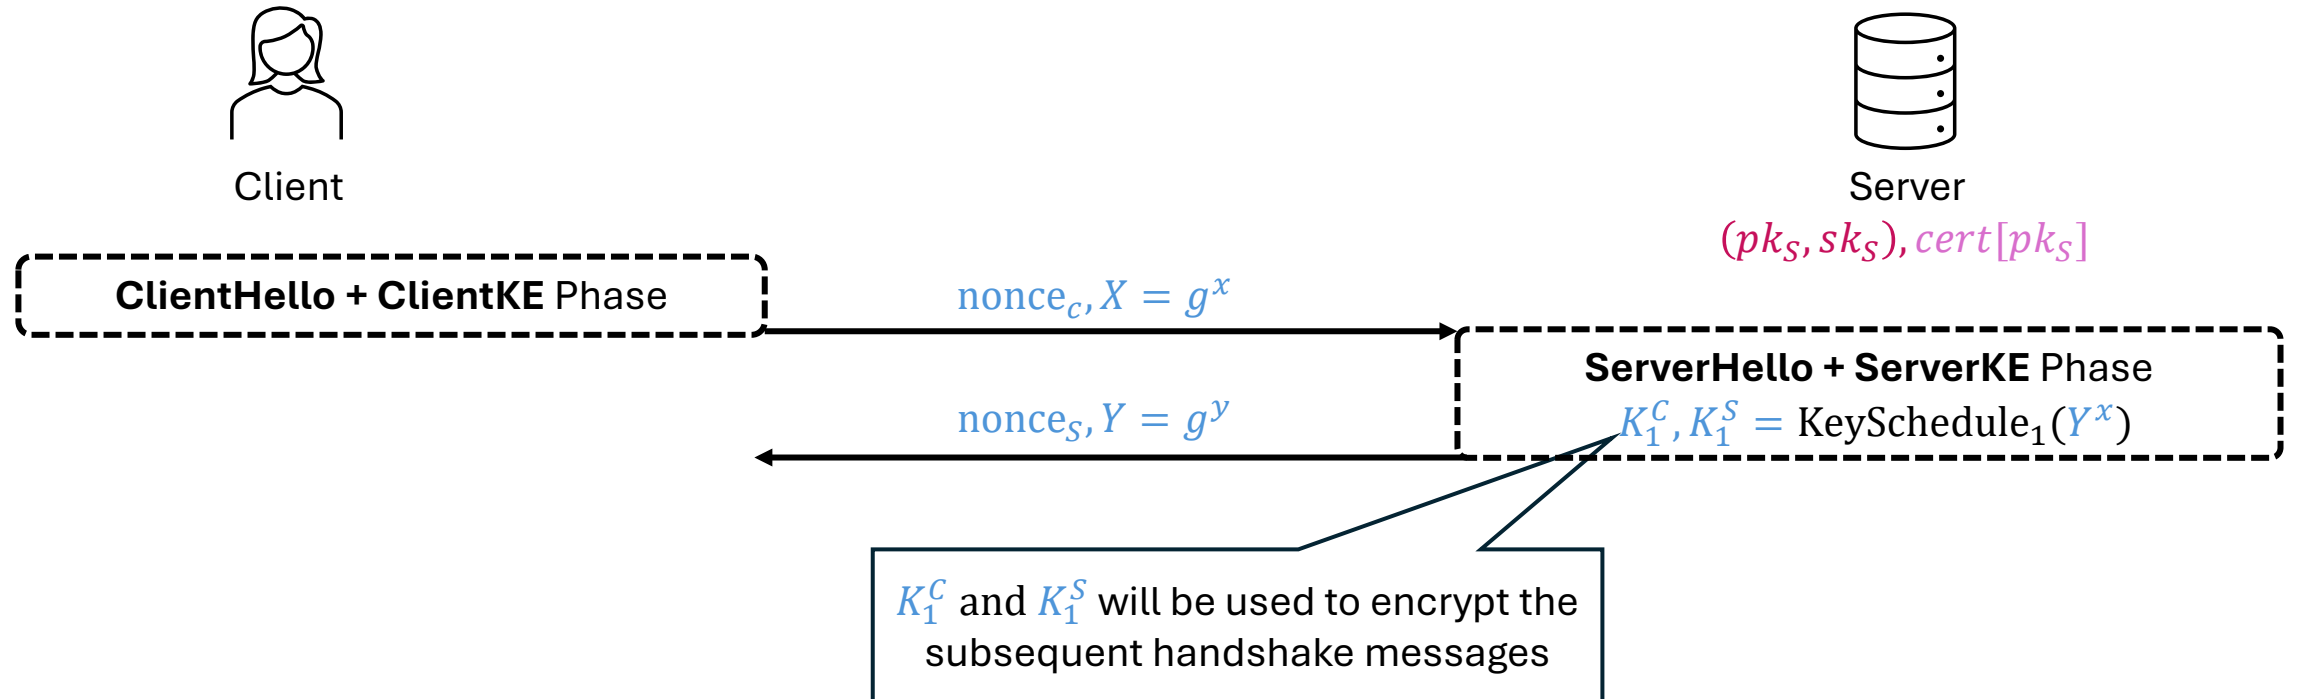 Client
Server
(pk_S, sk_S), cert[pk_S]
ClientHello + ClientKE Phase
nonce_c, X = g^x
ServerHello + ServerKE Phase
K_1^C, K_1^S = KeySchedule_1(Y^x)
nonce_S, Y = g^y
K_1^C and K_1^S will be used to encrypt the
subsequent handshake messages